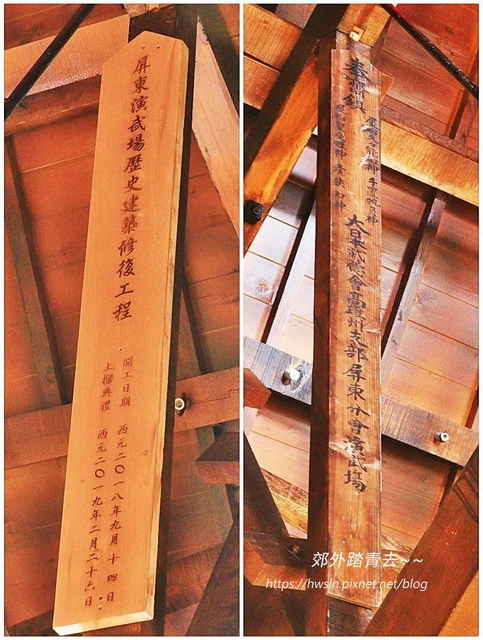 屏東演武場歷史建築修復工程
開工日期 西元二〇一八年九月十四日
上樑典禮 西元二〇一九年二月二十六日
大日本武德會高雄州支部屏東分會演武場
郊外踏青去~~
https://hwsin.pixnet.net/blog